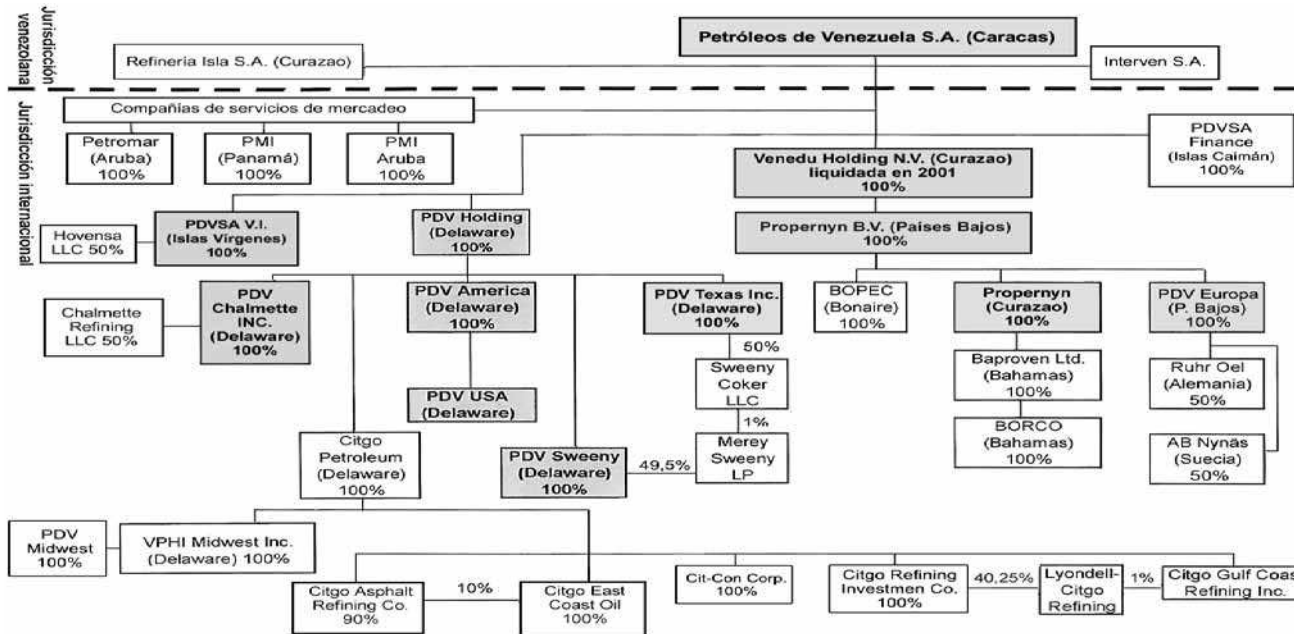 Jurisdicción
venezolana
Petróleos de Venezuela S.A. (Caracas)
Refineria Isla S.A. (Curazao)
Interven S.A.
Jurisdicción internacional
Compañias de servicios de mercadeo
Petromar
(Aruba)
100%
PMI
(Panamá)
100%
PMI
Aruba
100%
PDVSA
Finance
(Islas Caimán)
100%
Venedu Holding N.V. (Curazao)
liquidada en 2001
100%
Hovensa
LLC 50%
PDVSA V.I.
(Islas Vírgenes)
100%
PDV Holding
(Delaware)
100%
Propernyn B.V. (Países Bajos)
100%
Chalmette
Refining
LLC 50%
PDV
Chalmette
INC.
(Delaware)
100%
PDV America
(Delaware)
100%
PDV Texas Inc.
(Delaware)
100%
BOPEC
(Bonaire)
100%
Propernyn
(Curazao)
100%
PDV Europa
(P. Bajos)
100%
50%
Sweeny
Coker
LLC
Baproven Ltd.
(Bahamas)
100%
Ruhr Oel
(Alemania)
50%
PDV USA
(Delaware)
1%
Citgo
Petroleum
(Delaware)
100%
PDV Sweeny
(Delaware)
100%
49,5%
Merey
Sweeny
LP
BORCO
(Bahamas)
100%
AB Nynäs
(Suecia)
50%
PDV
Midwest
100%
VPHI Midwest Inc.
(Delaware) 100%
Citgo Asphalt
Refining Co.
90%
10%
Citgo East
Coast Oil
100%
Cit-Con Corp.
100%
Citgo Refining
Investmen Co.
100%
40,25%
Lyondell-
Citgo
Refining
1%
Citgo Gulf Coast
Refining Inc.